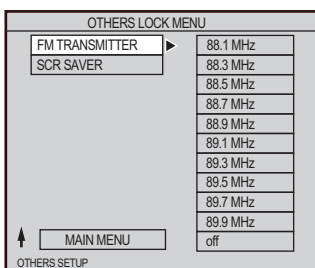 OTHERS LOCK MENU
FM TRANSMITTER
SCR SAVER
88.1 MHz
88.3 MHz
88.5 MHz
88.7 MHz
88.9 MHz
89.1 MHz
89.3 MHz
89.5 MHz
89.7 MHz
89.9 MHz
off
MAIN MENU
OTHERS SETUP